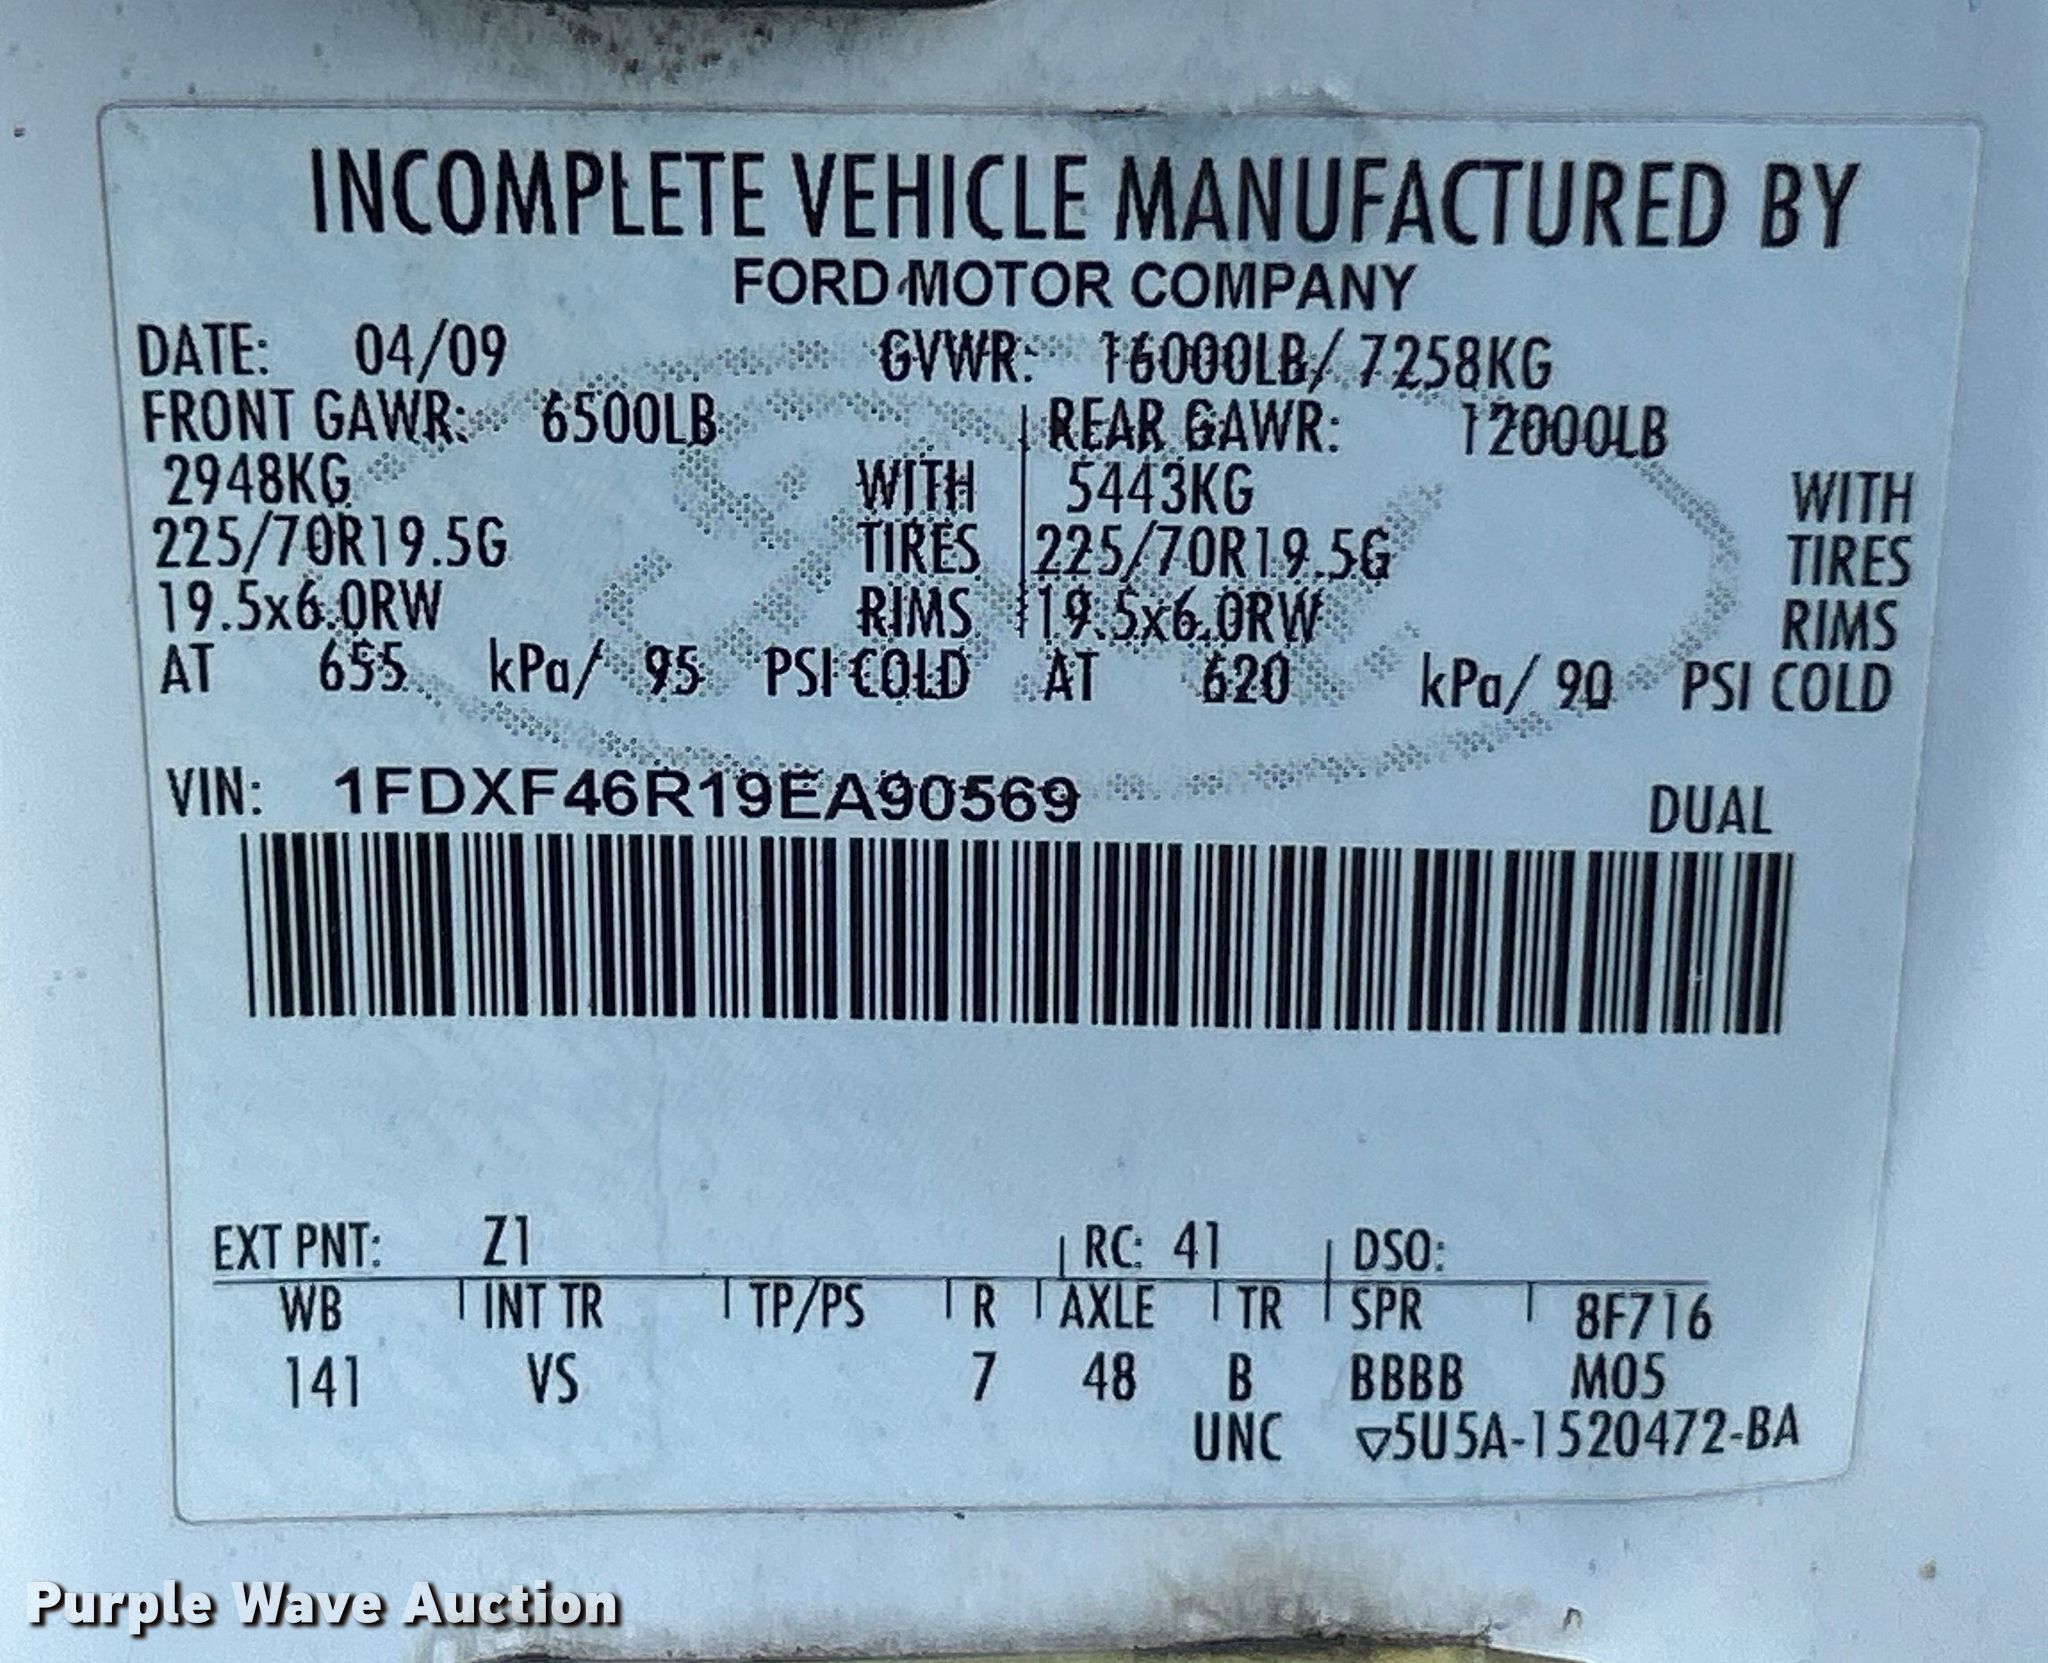 INCOMPLETE VEHICLE MANUFACTURED BY
FORD MOTOR COMPANY
DATE: 04/09 GVWR: 16000LB/ 7258KG
FRONT GAWR: 6500LB REAR GAWR: 12000LB
2948KG WITH 5443KG WITH
225/70R19.5G TIRES 225/70R19.5G TIRES
19.5x6.0RW RIMS 19.5x6.0RW RIMS
AT 655 kPa/ 95 PSI COLD AT 620 kPa/ 90 PSI COLD
VIN: 1FDXF46R19EA90569 DUAL
EXT PNT: Z1 RC: 41 DSO:
WB INT TR TP/PS R AXLE TR SPR 8F716
141 VS 7 48 B BBBB M05
UNC ▽5U5A-1520472-BA
Purple Wave Auction